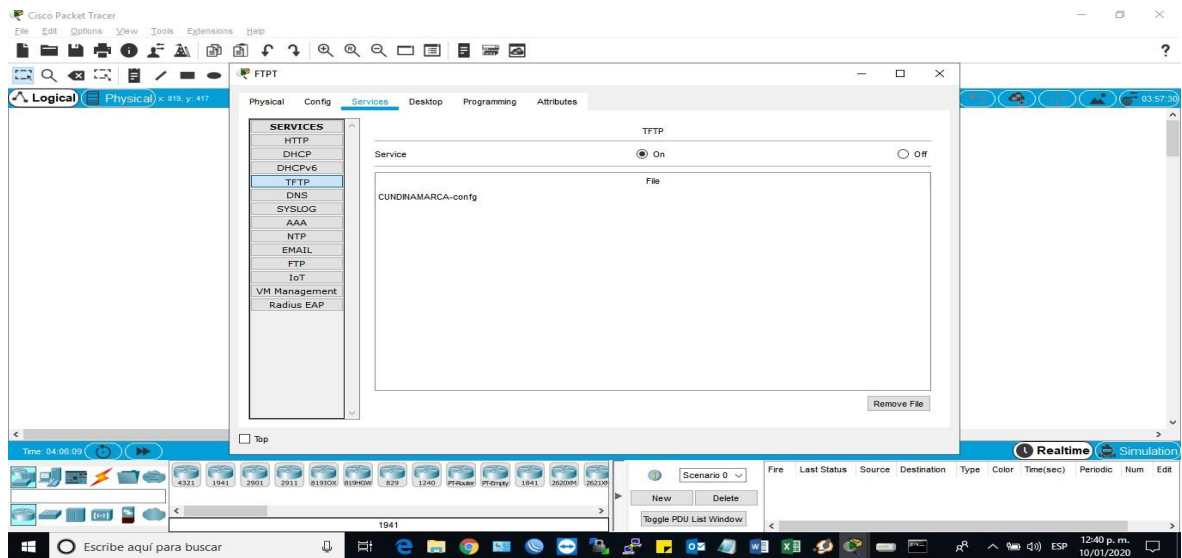 Cisco Packet Tracer
File Edit Options View Tools Extensions Help
?
FTPT
Logical Physical x: 819, y: 417
03:57:30
Physical Config Services Desktop Programming Attributes
SERVICES
HTTP
DHCP
DHCPv6
TFTP
DNS
SYSLOG
AAA
NTP
EMAIL
FTP
IoT
VM Management
Radius EAP
TFTP
Service On Off
File
CUNDINAMARCA-confg
Remove File
Top
Time: 04:06:09
Realtime Simulation
4321 1941 2901 2911 819IOX 819HGW 829 1240 PT-Router PT-Empty 1841 2620XM 2621XM
1941
Scenario 0
New Delete
Toggle PDU List Window
Fire Last Status Source Destination Type Color Time(sec) Periodic Num Edit
Escribe aquí para buscar
ESP
12:40 p. m.
10/01/2020